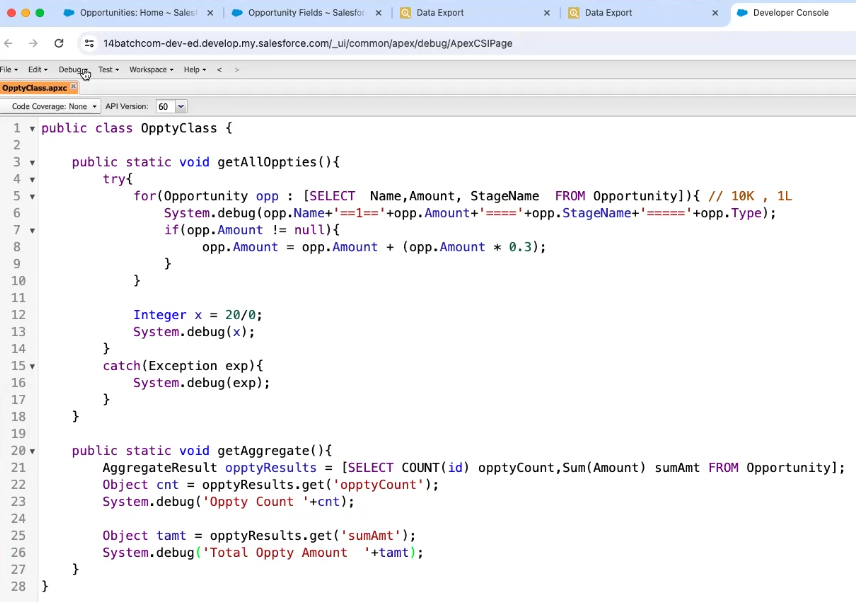 Opportunities: Home ~ Sales
Opportunity Fields ~ Salesfo
Data Export
Data Export
Developer Console
14batchcom-dev-ed.develop.my.salesforce.com/_ui/common/apex/debug/ApexCSIPage
File Edit Debug Test Workspace Help < >
OpptyClass.apxc
Code Coverage: None API Version: 60
1 public class OpptyClass {
2
3 public static void getAllOppties(){
4 try{
5 for(Opportunity opp : [SELECT  Name,Amount, StageName  FROM Opportunity]){ // 10K , 1L
6 System.debug(opp.Name+'==1=='+opp.Amount+'===='+opp.StageName+'====='+opp.Type);
7 if(opp.Amount != null){
8 opp.Amount = opp.Amount + (opp.Amount * 0.3);
9 }
10 }
11
12 Integer x = 20/0;
13 System.debug(x);
14 }
15 catch(Exception exp){
16 System.debug(exp);
17 }
18 }
19
20 public static void getAggregate(){
21 AggregateResult opptyResults = [SELECT COUNT(id) opptyCount,Sum(Amount) sumAmt FROM Opportunity];
22 Object cnt = opptyResults.get('opptyCount');
23 System.debug('Oppty Count '+cnt);
24
25 Object tamt = opptyResults.get('sumAmt');
26 System.debug('Total Oppty Amount  '+tamt);
27 }
28 }